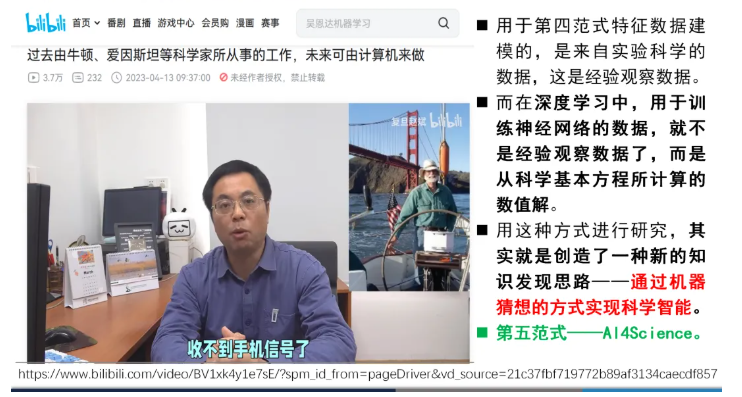 bilibili 首页 番剧 直播 游戏中心 会员购 漫画 赛事 吴恩达机器学习
过去由牛顿、爱因斯坦等科学家所从事的工作，未来可由计算机来做
3.7万 232 2023-04-13 09:37:00 未经作者授权，禁止转载
复旦赵斌 bilibili
收不到手机信号了
■ 用于第四范式特征数据建
模的，是来自实验科学的
数据，这是经验观察数据。
■ 而在深度学习中，用于训
练神经网络的数据，就不
是经验观察数据了，而是
从科学基本方程所计算的
数值解。
■ 用这种方式进行研究，其
实就是创造了一种新的知
识发现思路——通过机器
猜想的方式实现科学智能。
■ 第五范式——AI4Science。
https://www.bilibili.com/video/BV1xk4y1e7sE/?spm_id_from=pageDriver&vd_source=21c37fbf719772b89af3134caecdf857